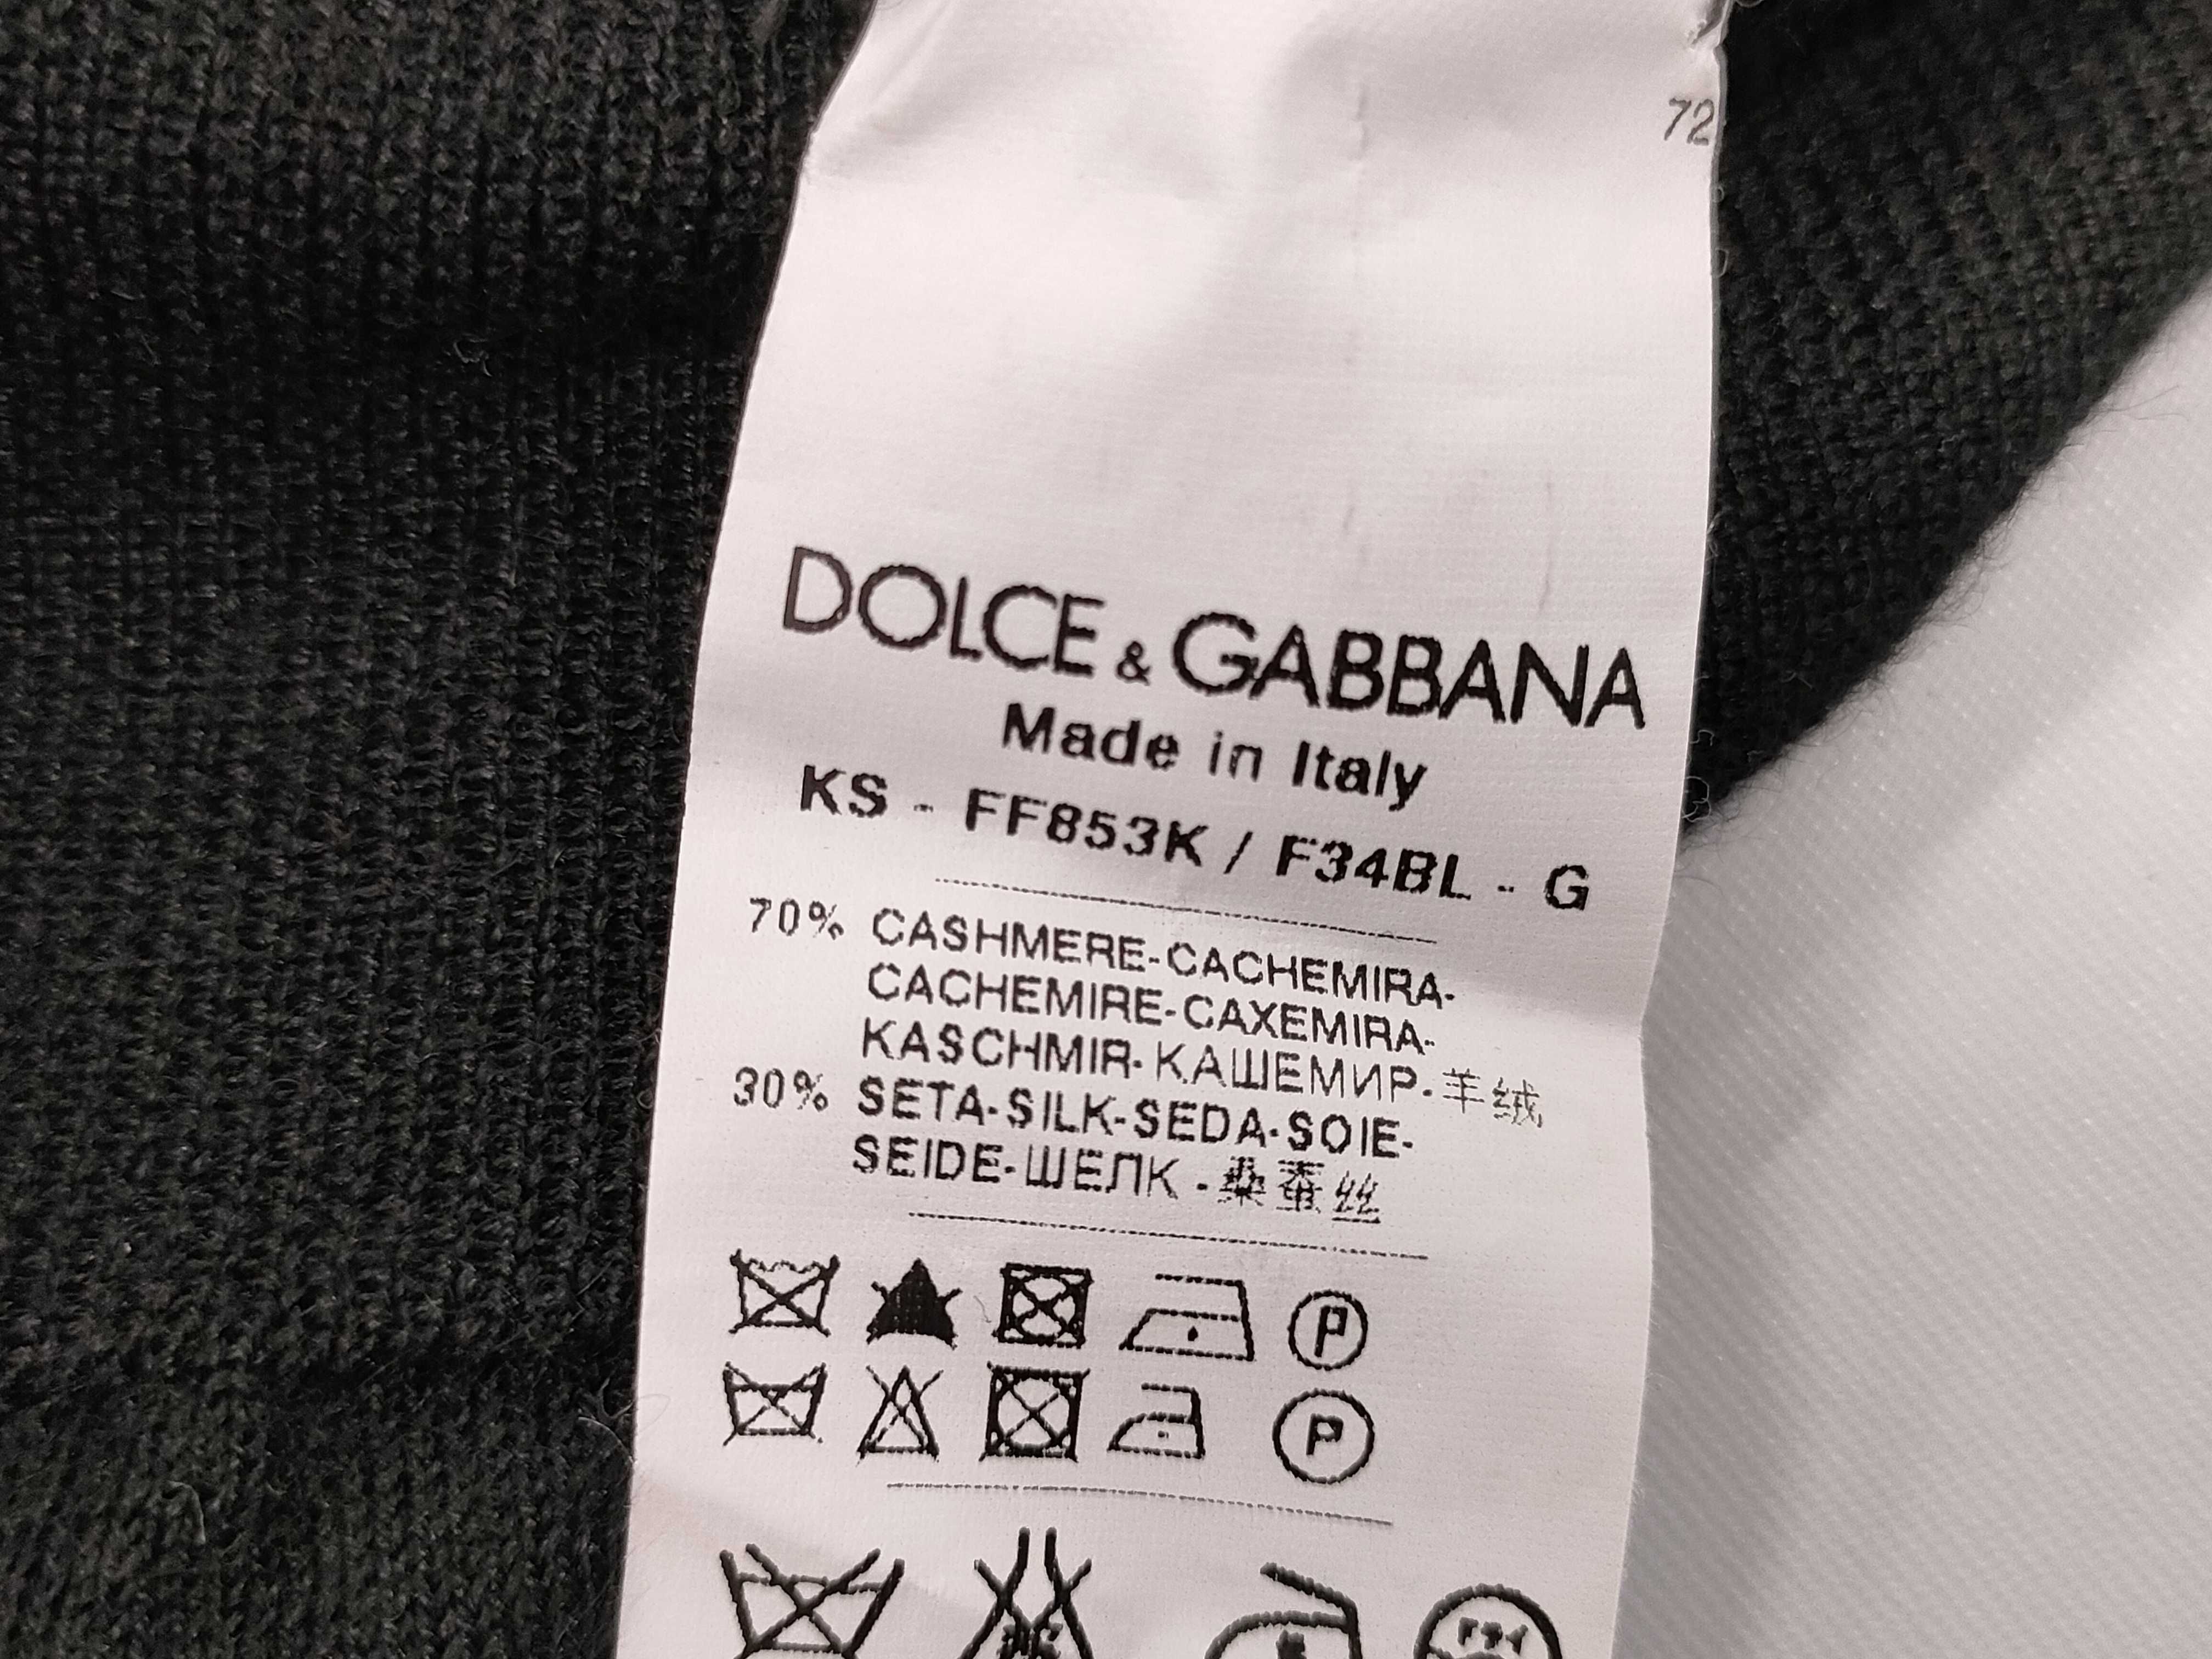 72
DOLCE & GABBANA
Made in Italy
KS - FF853K / F34BL - G
70% CASHMERE-CACHEMIRA-
CACHEMIRE-CAXEMIRA-
KASCHMIR-КАШЕМИР-羊绒
30% SETA-SILK-SEDA-SOIE-
SEIDE-ШЕЛК-桑蚕丝
P
P